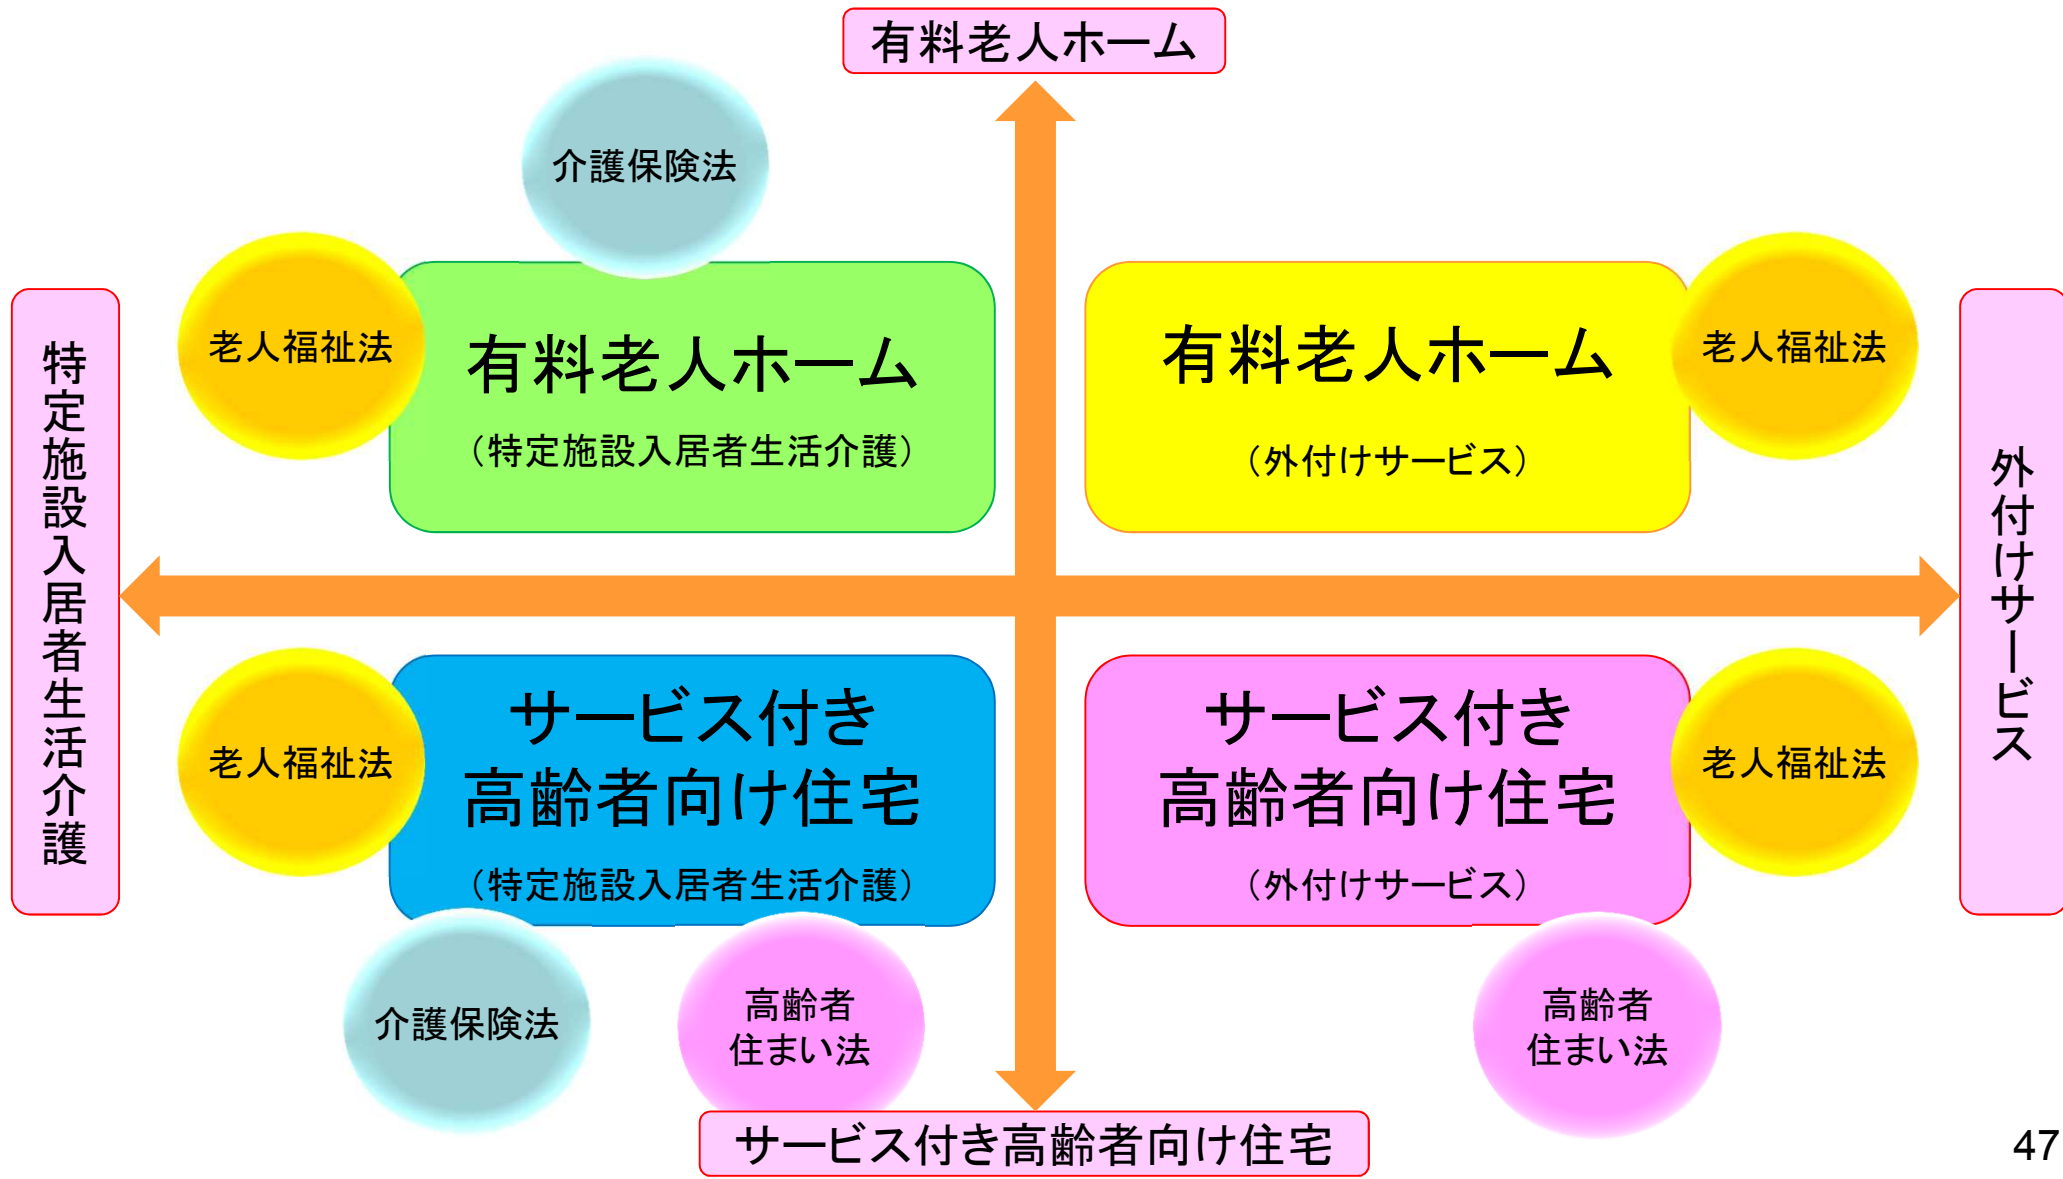 有料老人ホーム
介護保険法
老人福祉法
有料老人ホーム
（特定施設入居者生活介護）
有料老人ホーム
（外付けサービス）
老人福祉法
特定施設入居者生活介護
外付けサービス
老人福祉法
サービス付き
高齢者向け住宅
（特定施設入居者生活介護）
サービス付き
高齢者向け住宅
（外付けサービス）
老人福祉法
介護保険法
高齢者
住まい法
高齢者
住まい法
サービス付き高齢者向け住宅
47